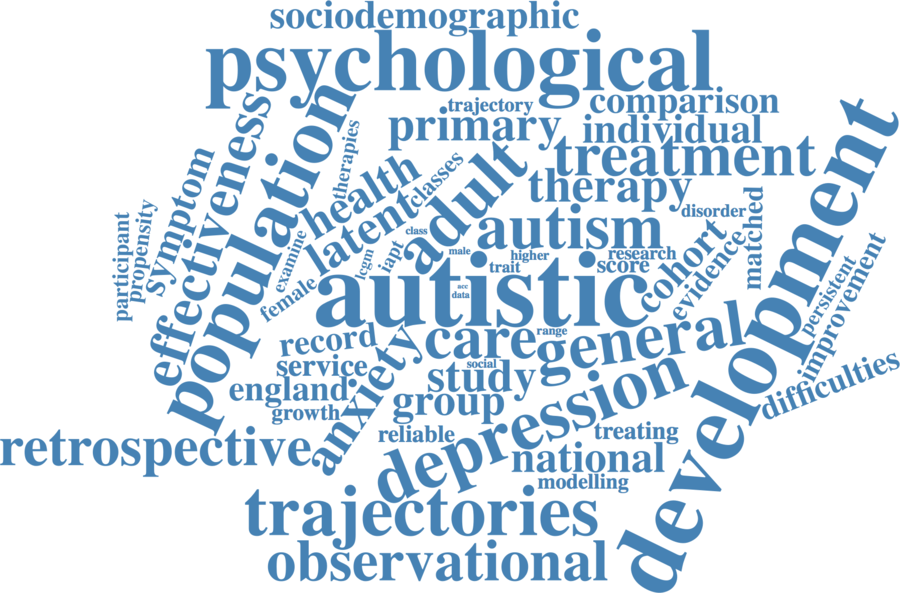 sociodemographic
psychological
trajectory
comparison
primary
individual
population
therapies
treatment
effectiveness
health
classes
adult
therapy
symptom
latent
disorder
matched
development
participant
propensity
examine
class
iapt
lcgm
male
autism
higher
research
trait
score
cohort
evidence
female
autistic
acc
data
persistent
improvement
record
anxiety
care
range
general
service
social
study
england
group
growth
depression
difficulties
reliable
treating
retrospective
national
modelling
trajectories
observational